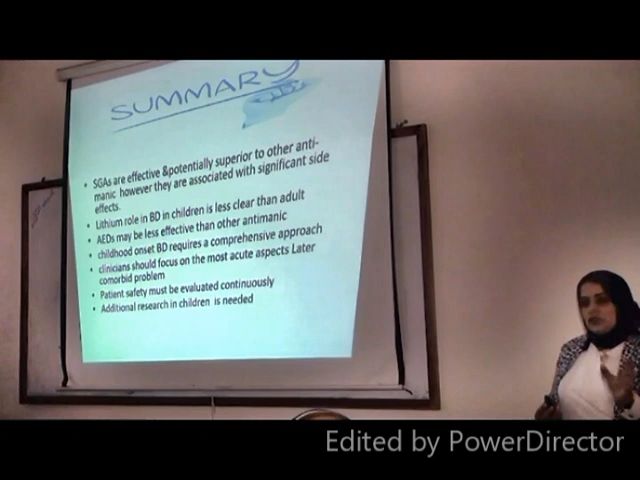 SUMMARY
• SGAs are effective &potentially superior to other anti-
manic however they are associated with significant side
effects.
• Lithium role in BD in children is less clear than adult
• AEDs may be less effective than other antimanic
• childhood onset BD requires a comprehensive approach
• clinicians should focus on the most acute aspects Later
comorbid problem
• Patient safety must be evaluated continuously
• Additional research in children is needed
Edited by PowerDirector